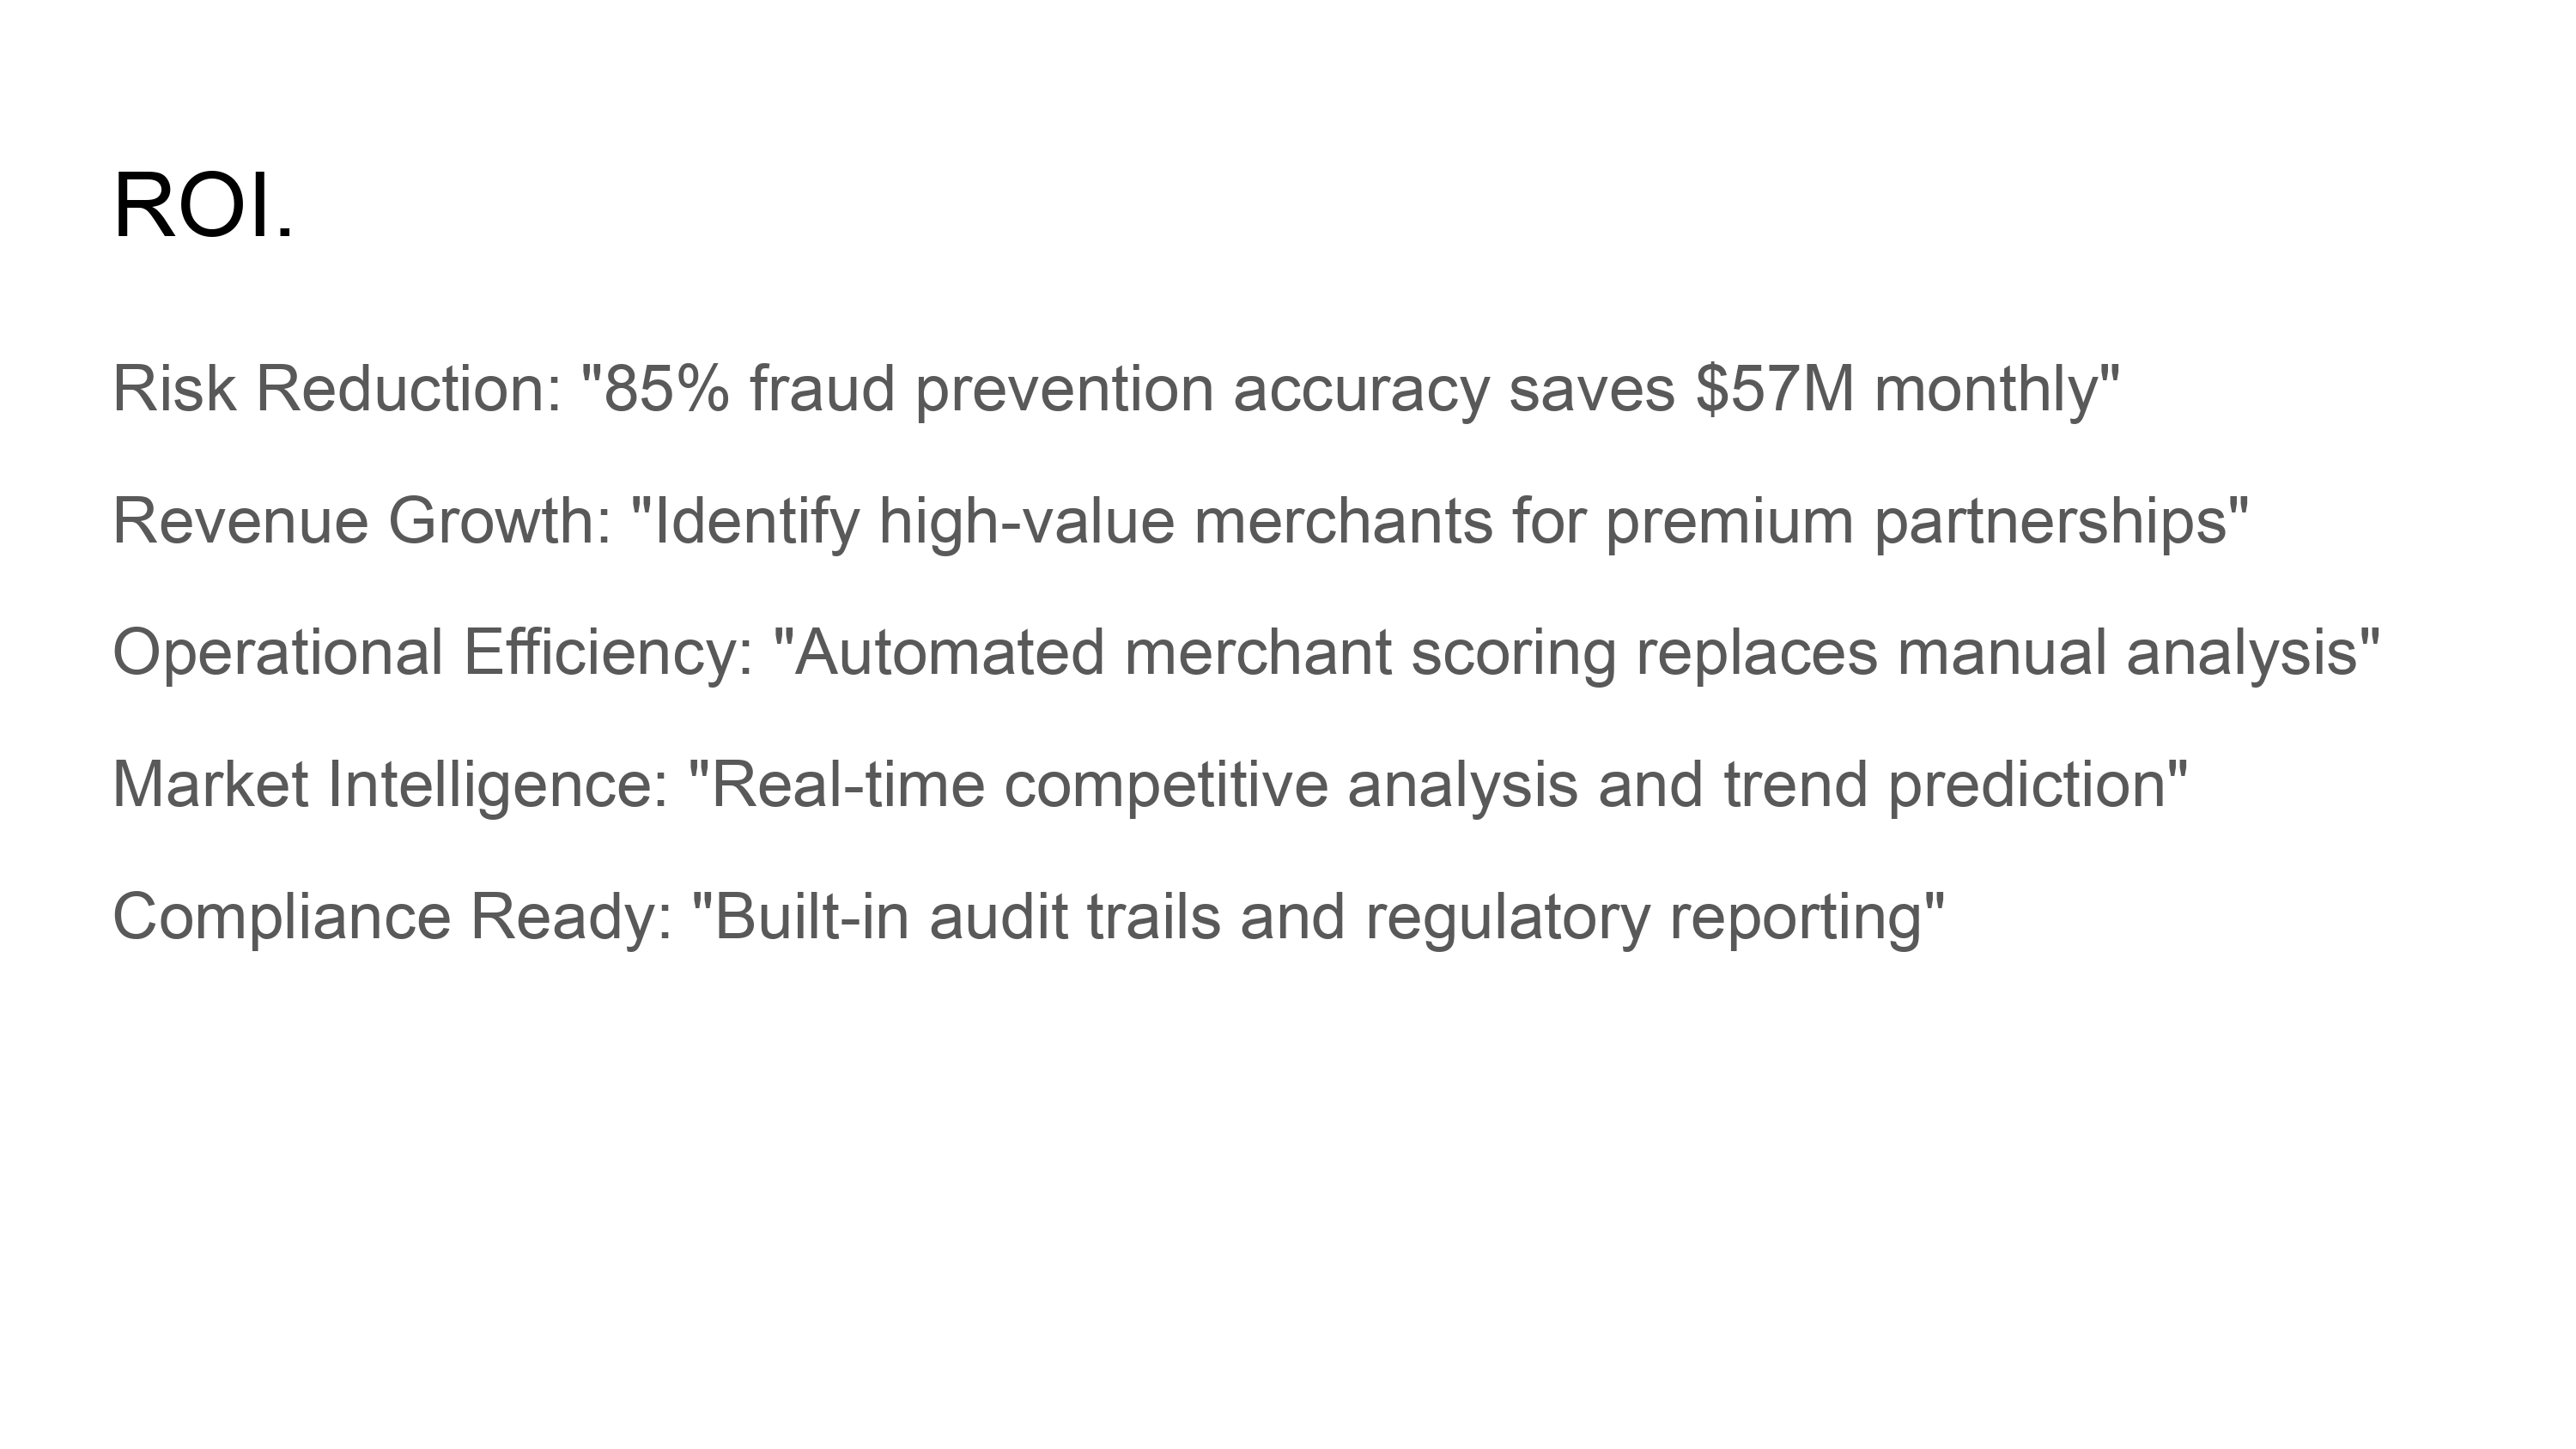 ROI.
Risk Reduction: "85% fraud prevention accuracy saves $57M monthly"
Revenue Growth: "Identify high-value merchants for premium partnerships"
Operational Efficiency: "Automated merchant scoring replaces manual analysis"
Market Intelligence: "Real-time competitive analysis and trend prediction"
Compliance Ready: "Built-in audit trails and regulatory reporting"